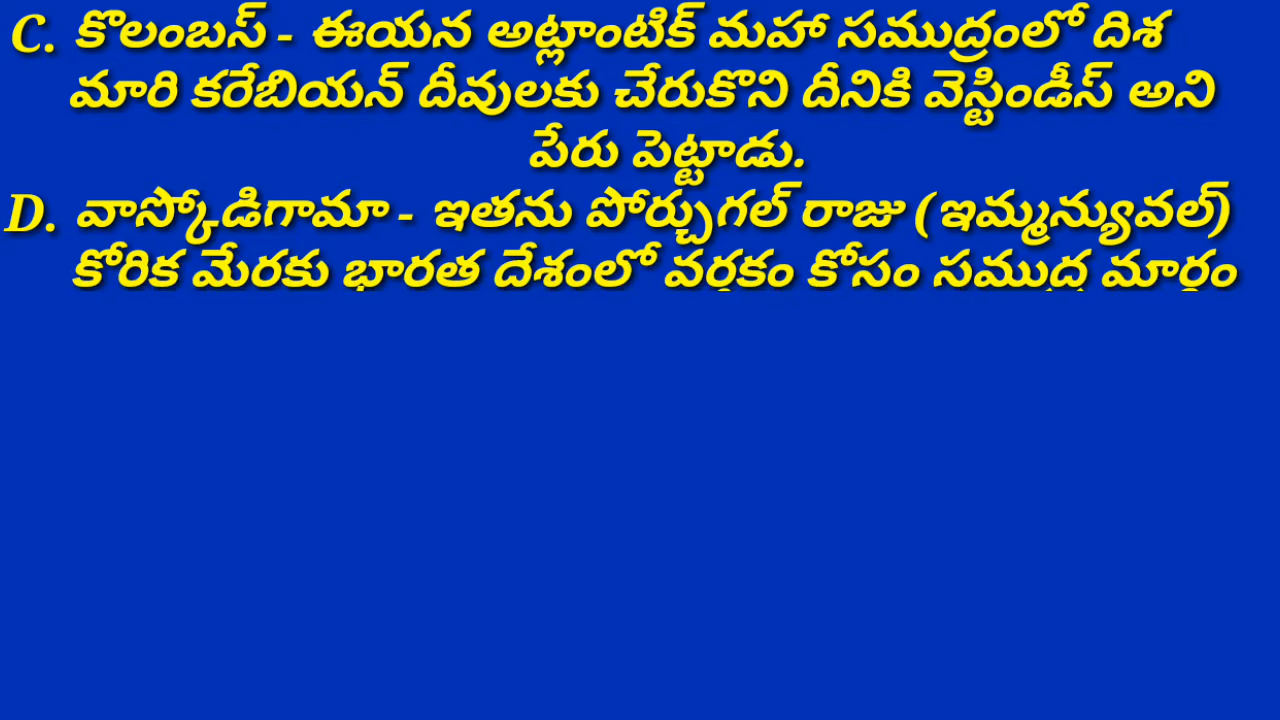 C. కొలంబస్ - ఈయన అట్లాంటిక్ మహా సముద్రంలో దిశ
మారి కరేబియన్ దీవులకు చేరుకొని దీనికి వెస్టిండీస్ అని
పేరు పెట్టాడు.
D. వాస్కోడిగామా - ఇతను పోర్చుగల్ రాజు (ఇమ్మన్యువల్)
కోరిక మేరకు భారత దేశంలో వర్తకం కోసం సముద్ర మార్గం